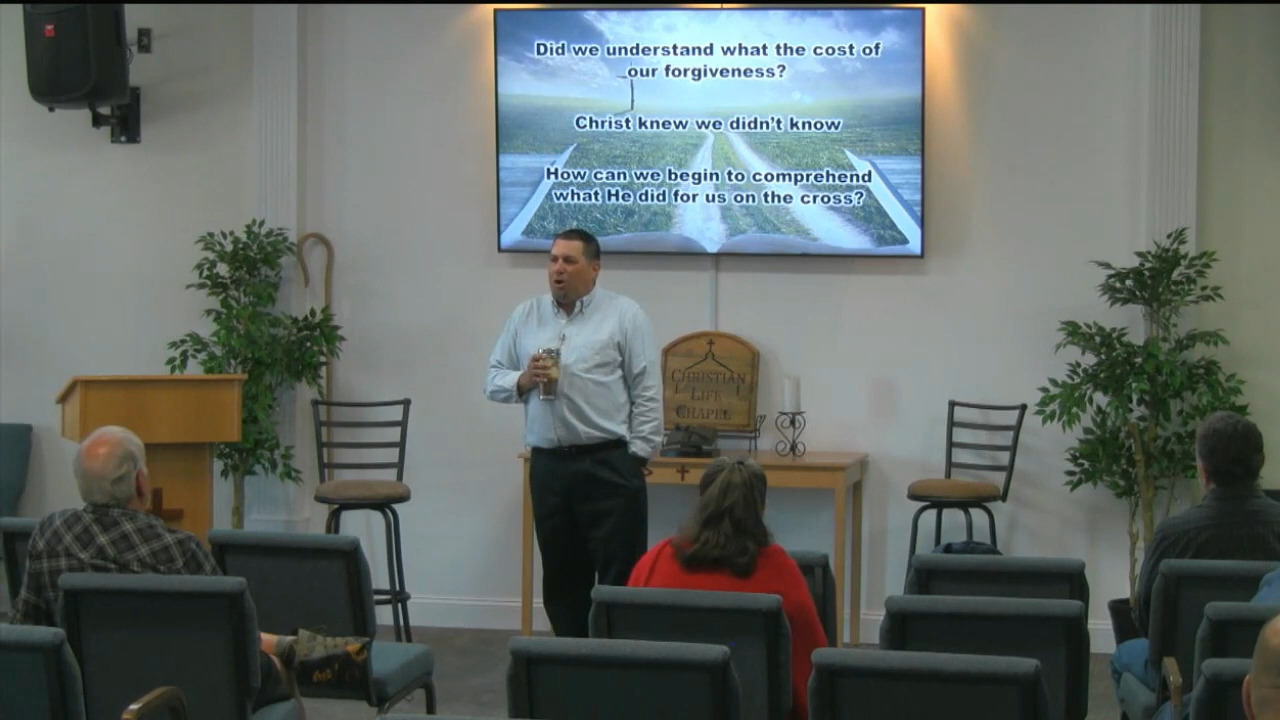 Did we understand what the cost of
our forgiveness?
Christ knew we didn't know
How can we begin to comprehend
what He did for us on the cross?
CHRISTIAN
LIFE
CHAPEL